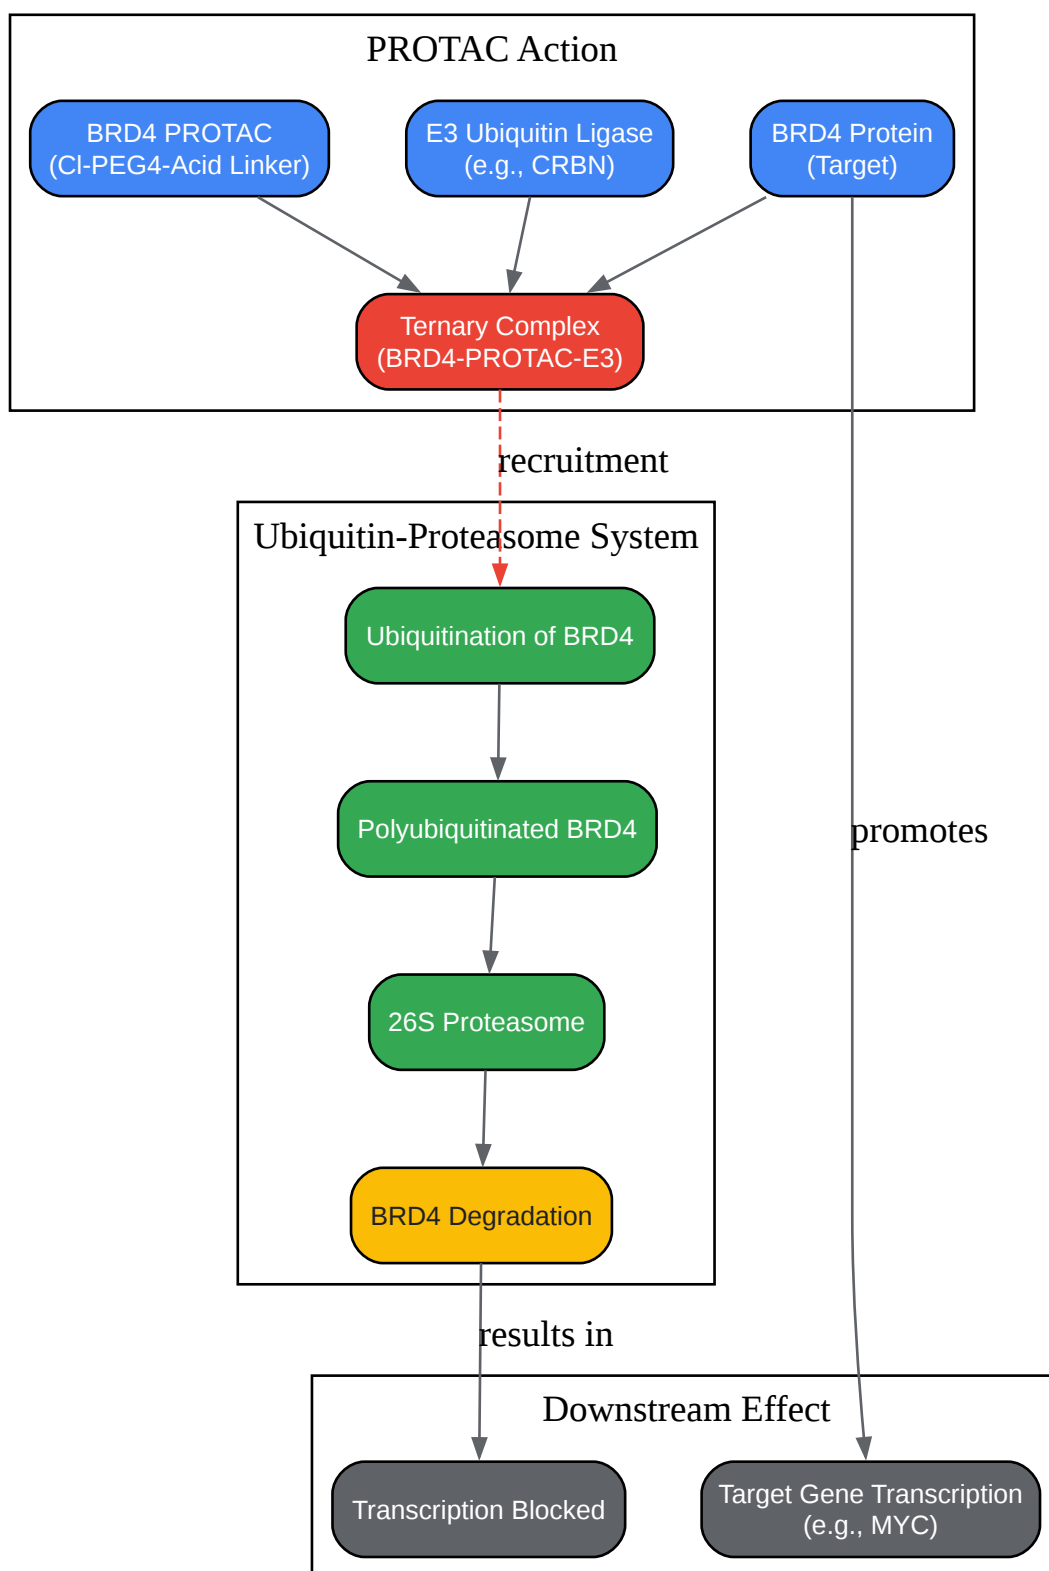 PROTAC Action
BRD4 PROTAC
(Cl-PEG4-Acid Linker)
E3 Ubiquitin Ligase
(e.g., CRBN)
BRD4 Protein
(Target)
Ternary Complex
(BRD4-PROTAC-E3)
recruitment
Ubiquitin-Proteasome System
Ubiquitination of BRD4
Polyubiquitinated BRD4
promotes
26S Proteasome
BRD4 Degradation
results in
Downstream Effect
Transcription Blocked
Target Gene Transcription
(e.g., MYC)